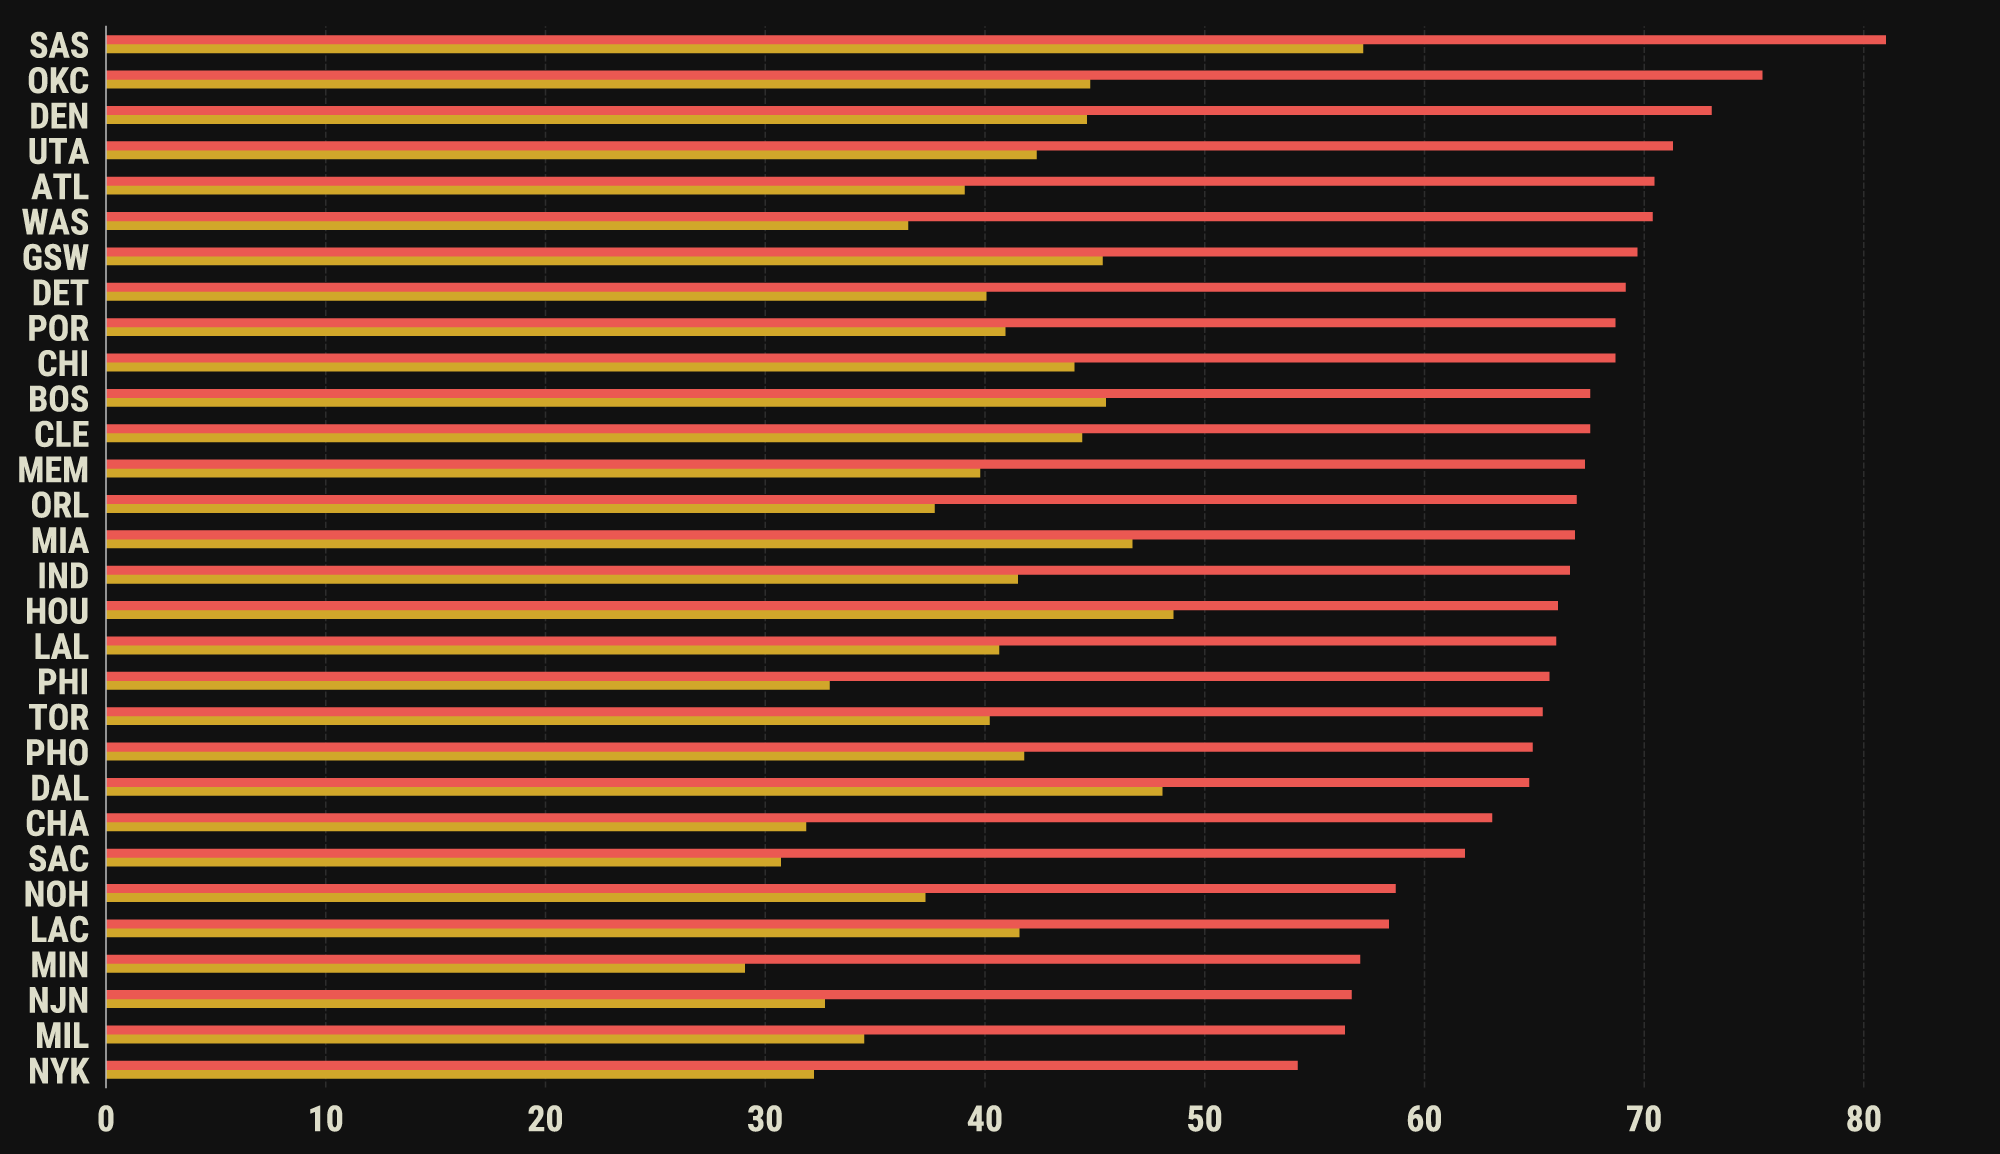 SAS
OKC
DEN
UTA
ATL
WAS
GSW
DET
POR
CHI
BOS
CLE
MEM
ORL
MIA
IND
HOU
LAL
PHI
TOR
PHO
DAL
CHA
SAC
NOH
LAC
MIN
NJN
MIL
NYK
0 10 20 30 40 50 60 70 80